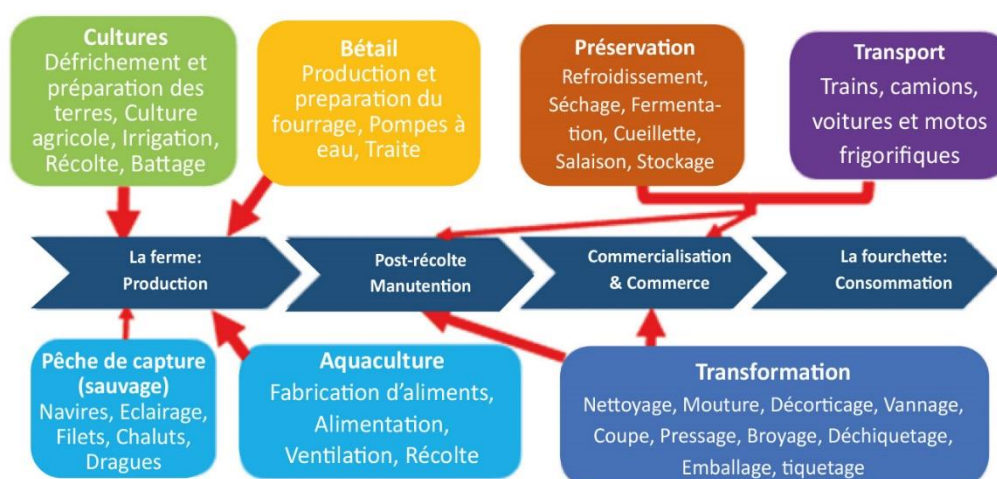 Cultures
Défrichement et
préparation des
terres, Culture
agricole, Irrigation,
Récolte, Battage
Bétail
Production et
preparation du
fourrage, Pompes à
eau, Traite
Préservation
Refroidissement,
Séchage, Fermenta-
tion, Cueillette,
Salaison, Stockage
Transport
Trains, camions,
voitures et motos
frigorifiques
La ferme:
Production
Post-récolte
Manutention
Commercialisation
& Commerce
La fourchette:
Consommation
Pêche de capture
(sauvage)
Navires, Eclairage,
Filets, Chaluts,
Dragues
Aquaculture
Fabrication d’aliments,
Alimentation,
Ventilation, Récolte
Transformation
Nettoyage, Mouture, Décorticage, Vannage,
Coupe, Pressage, Broyage, Déchiquetage,
Emballage, tiquetage